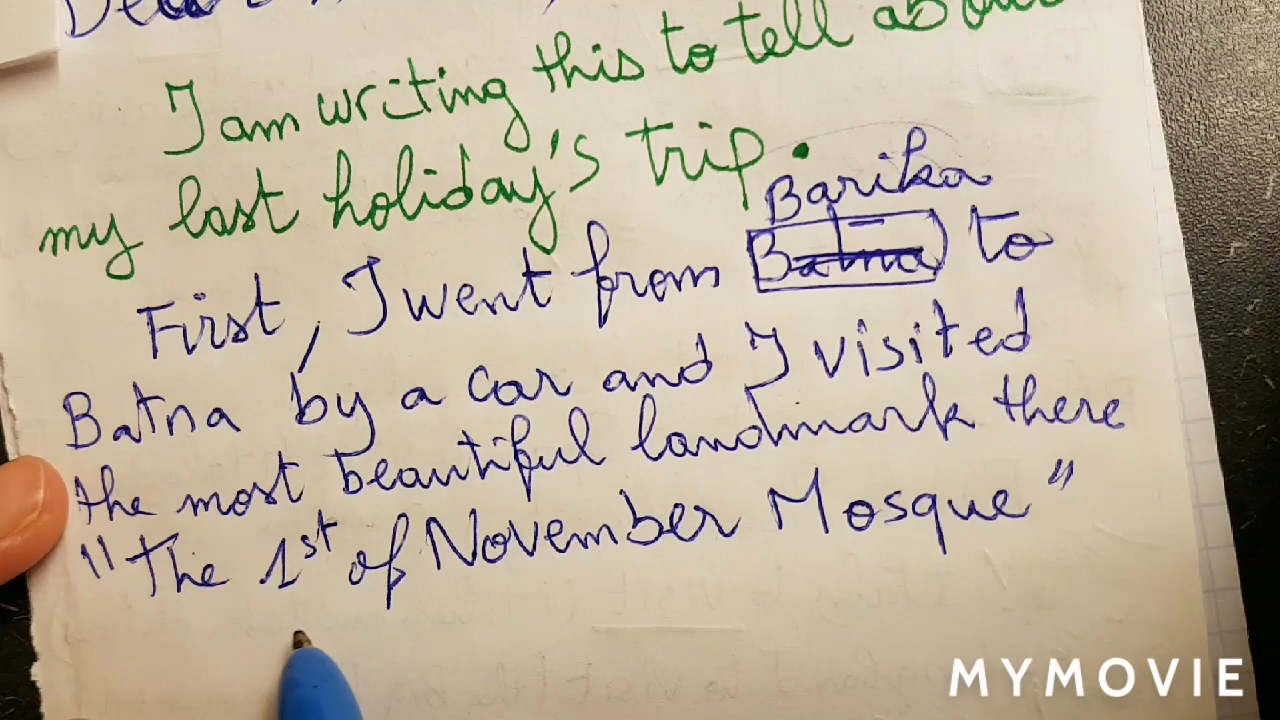 I am writing this to tell about
my last holiday's trip.
Barika
First, I went from Batna to
Batna by a car and I visited
the most beautiful landmark there
"The 1st of November Mosque"
MYMOVIE